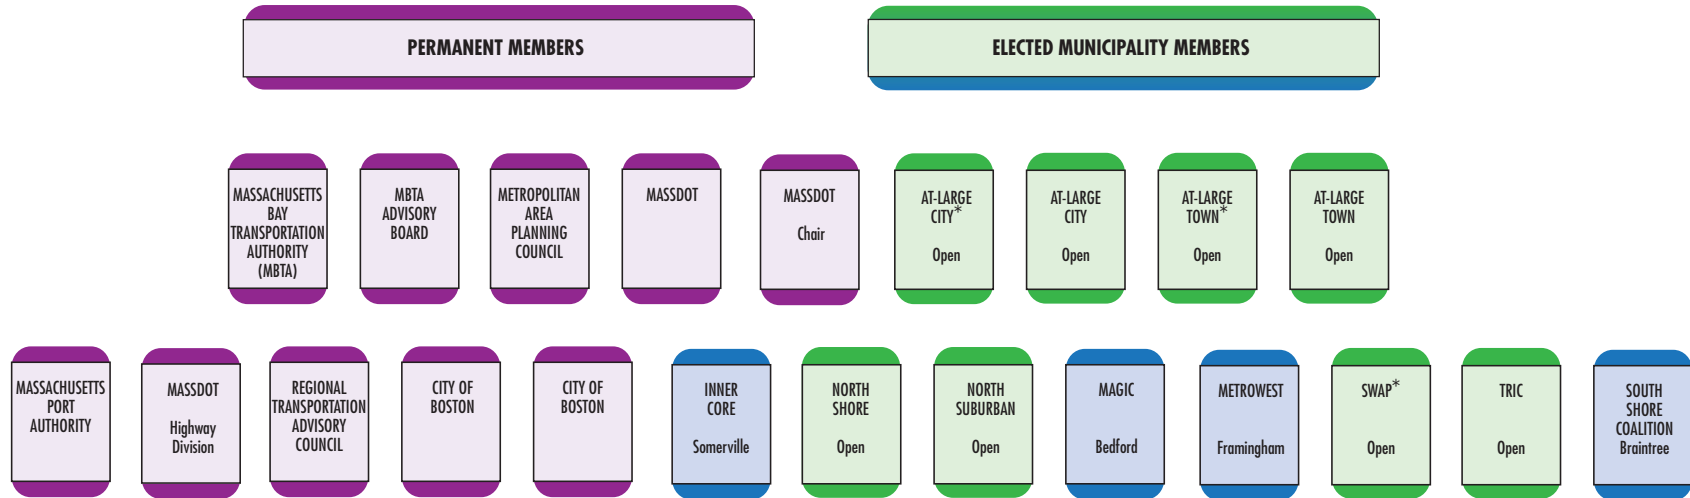 PERMANENT MEMBERS
ELECTED MUNICIPALITY MEMBERS
MASSACHUSETTS
BAY
TRANSPORTATION
AUTHORITY
(MBTA)
MBTA
ADVISORY
BOARD
METROPOLITAN
AREA
PLANNING
COUNCIL
MASSDOT
MASSDOT
Chair
AT-LARGE
CITY*
Open
AT-LARGE
CITY
Open
AT-LARGE
TOWN*
Open
AT-LARGE
TOWN
Open
MASSACHUSETTS
PORT
AUTHORITY
MASSDOT
Highway
Division
REGIONAL
TRANSPORTATION
ADVISORY
COUNCIL
CITY OF
BOSTON
CITY OF
BOSTON
INNER
CORE
Somerville
NORTH
SHORE
Open
NORTH
SUBURBAN
Open
MAGIC
Bedford
METROWEST
Framingham
SWAP*
Open
TRIC
Open
SOUTH
SHORE
COALITION
Braintree